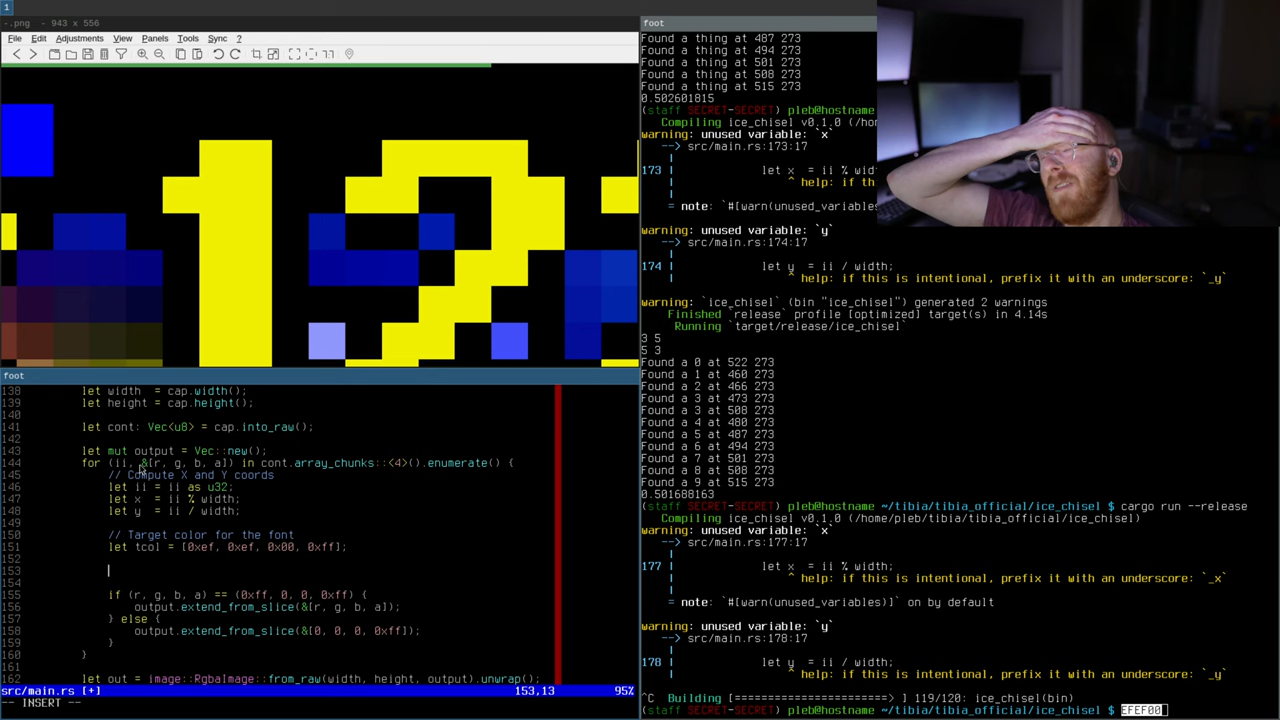 1
-.png  - 943 x 556
File Edit Adjustments View Panels Tools Sync ?
foot
138 let width  = cap.width();
139 let height = cap.height();
140
141 let cont: Vec<u8> = cap.into_raw();
142
143 let mut output = Vec::new();
144 for (ii, &[r, g, b, a]) in cont.array_chunks::<4>().enumerate() {
145 // Compute X and Y coords
146 let ii = ii as u32;
147 let x  = ii % width;
148 let y  = ii / width;
149
150 // Target color for the font
151 let tcol = [0xef, 0xef, 0x00, 0xff];
152
153
154
155 if (r, g, b, a) == (0xff, 0, 0, 0xff) {
156 output.extend_from_slice(&[r, g, b, a]);
157 } else {
158 output.extend_from_slice(&[0, 0, 0, 0xff]);
159 }
160 }
161
162 let out = image::RgbaImage::from_raw(width, height, output).unwrap();
src/main.rs [+] 153,13 95%
-- INSERT --
foot
Found a thing at 487 273
Found a thing at 494 273
Found a thing at 501 273
Found a thing at 508 273
Found a thing at 515 273
0.502601815
(staff SECRET-SECRET) pleb@hostname
Compiling ice_chisel v0.1.0 (/hom
warning: unused variable: `x`
--> src/main.rs:173:17
|
173 | let x  = ii % wid
| ^ help: if th
|
= note: `#[warn(unused_variables
warning: unused variable: `y`
--> src/main.rs:174:17
|
174 | let y  = ii / width;
| ^ help: if this is intentional, prefix it with an underscore: `_y`
warning: `ice_chisel` (bin "ice_chisel") generated 2 warnings
Finished `release` profile [optimized] target(s) in 4.14s
Running `target/release/ice_chisel`
3 5
5 3
Found a 0 at 522 273
Found a 1 at 460 273
Found a 2 at 466 273
Found a 3 at 473 273
Found a 3 at 508 273
Found a 4 at 480 273
Found a 5 at 487 273
Found a 6 at 494 273
Found a 7 at 501 273
Found a 8 at 508 273
Found a 9 at 515 273
0.501688163
(staff SECRET-SECRET) pleb@hostname ~/tibia/tibia_official/ice_chisel $ cargo run --release
Compiling ice_chisel v0.1.0 (/home/pleb/tibia/tibia_official/ice_chisel)
warning: unused variable: `x`
--> src/main.rs:177:17
|
177 | let x  = ii % width;
| ^ help: if this is intentional, prefix it with an underscore: `_x`
|
= note: `#[warn(unused_variables)]` on by default
warning: unused variable: `y`
--> src/main.rs:178:17
|
178 | let y  = ii / width;
| ^ help: if this is intentional, prefix it with an underscore: `_y`
^C  Building [=======================> ] 119/120: ice_chisel(bin)
(staff SECRET-SECRET) pleb@hostname ~/tibia/tibia_official/ice_chisel $ EFEF00